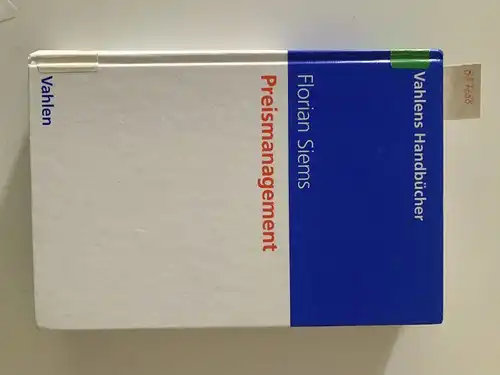 Vahlens Handbücher
Florian Siems
Preismanagement
Vahlen